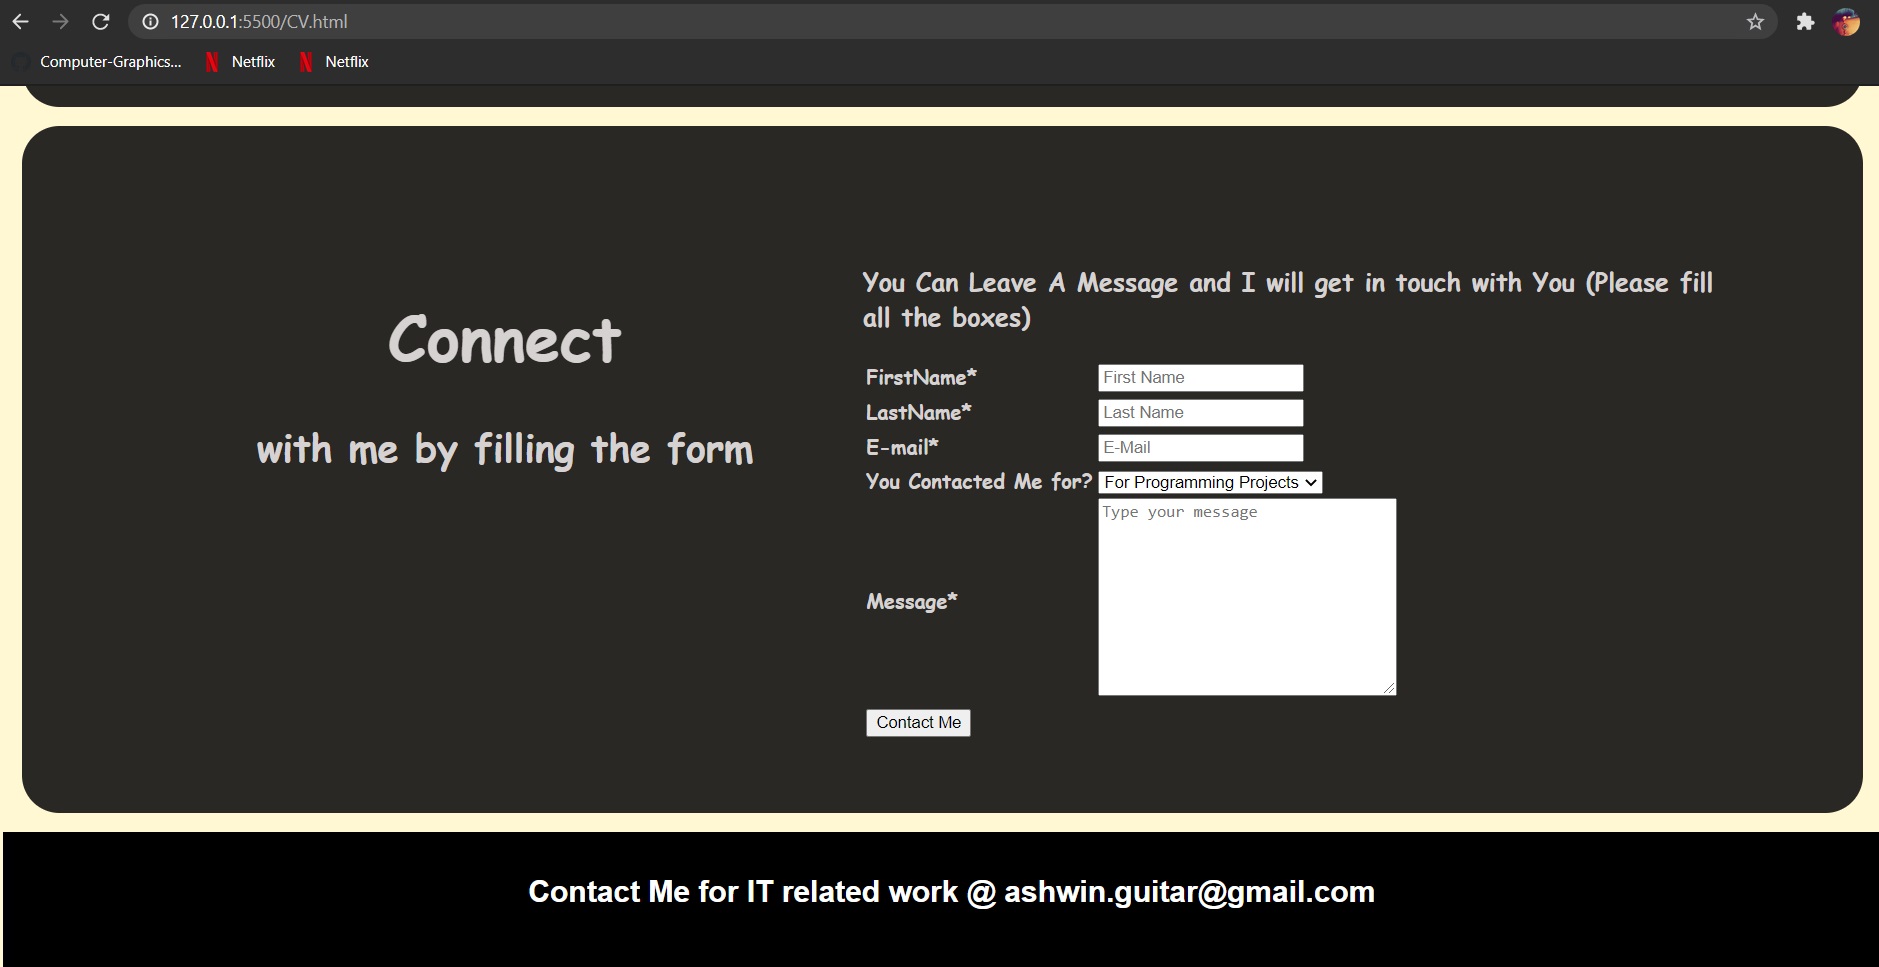 127.0.0.1:5500/CV.html
Computer-Graphics... Netflix Netflix
Connect
with me by filling the form
You Can Leave A Message and I will get in touch with You (Please fill
all the boxes)
FirstName* First Name
LastName* Last Name
E-mail* E-Mail
You Contacted Me for? For Programming Projects
Type your message
Message*
Contact Me
Contact Me for IT related work @ ashwin.guitar@gmail.com